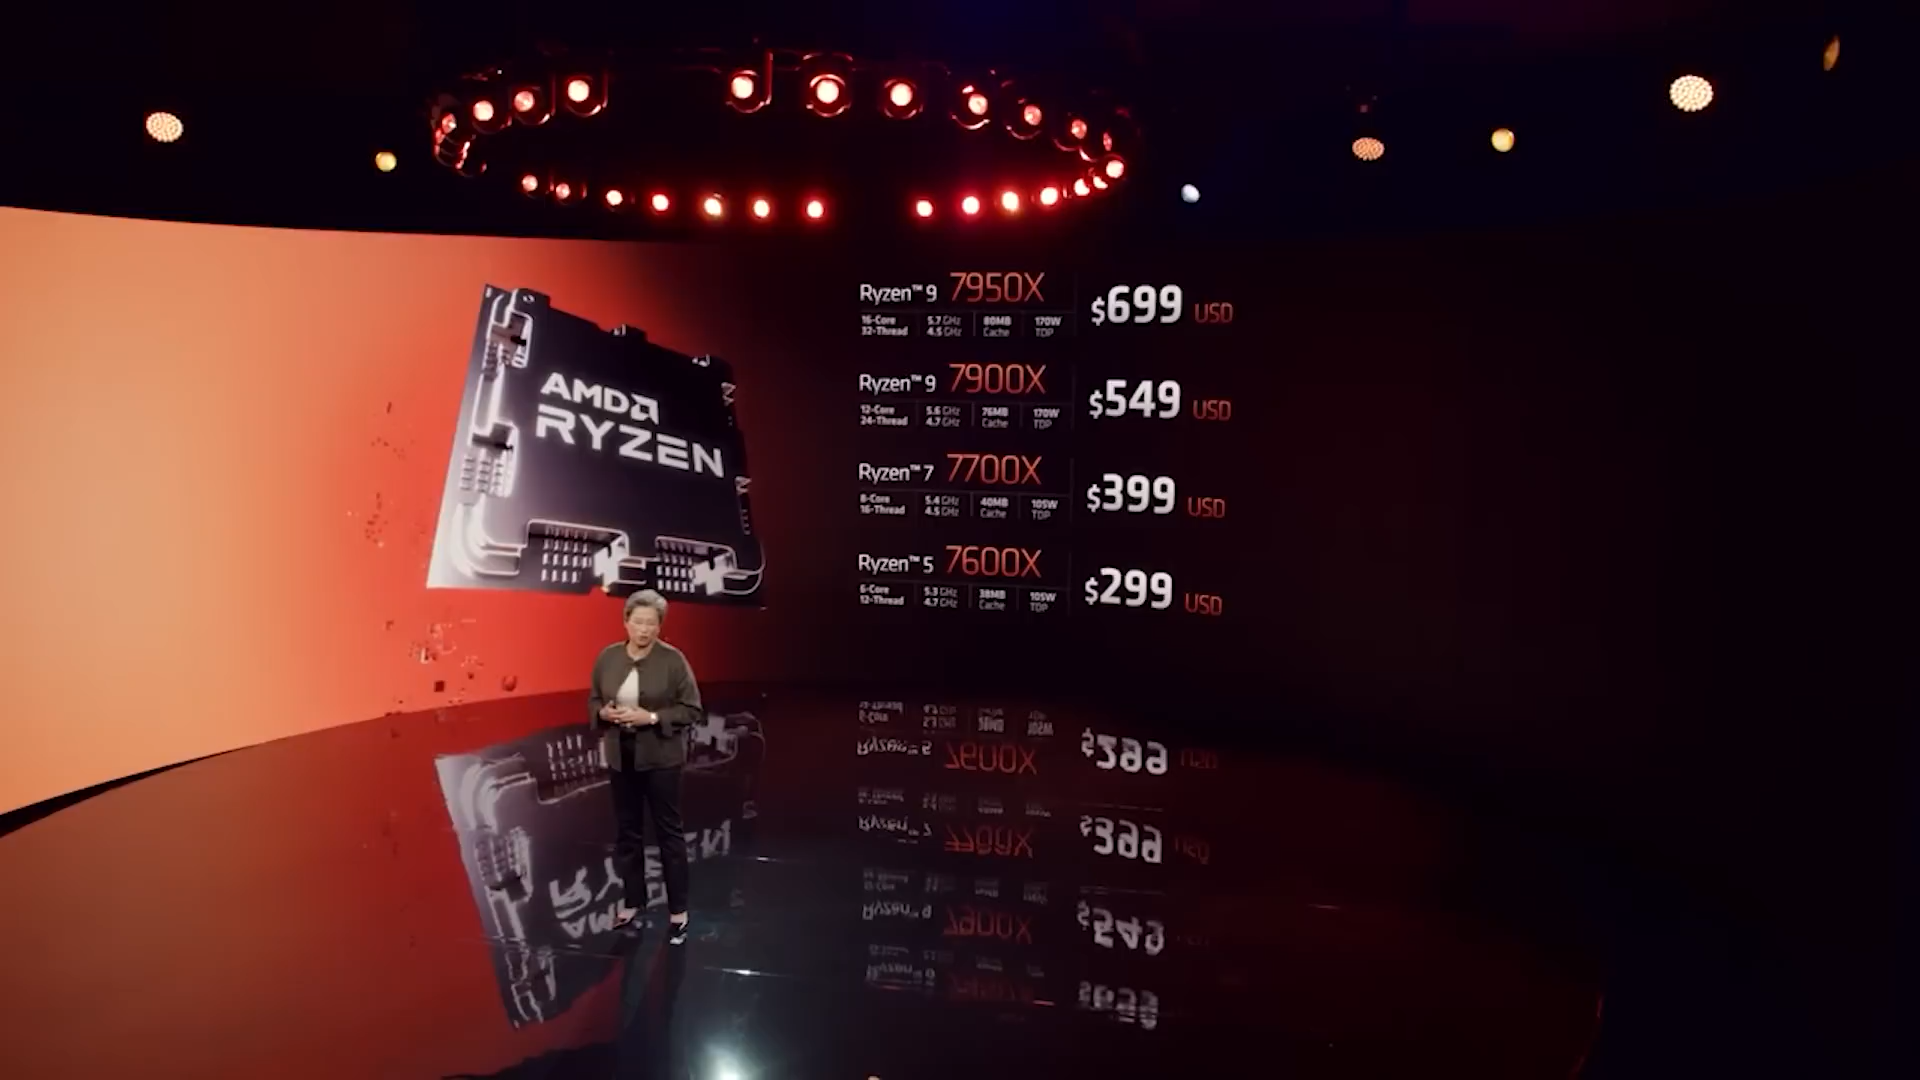 AMD
RYZEN
Ryzen™ 9 7950X
16-Core 5.7 GHz 80MB 170W
32-Thread 4.5 GHz Cache TDP
$699 USD
Ryzen™ 9 7900X
12-Core 5.6 GHz 76MB 170W
24-Thread 4.7 GHz Cache TDP
$549 USD
Ryzen™ 7 7700X
8-Core 5.4 GHz 40MB 105W
16-Thread 4.5 GHz Cache TDP
$399 USD
Ryzen™ 5 7600X
6-Core 5.3 GHz 38MB 105W
12-Thread 4.7 GHz Cache TDP
$299 USD